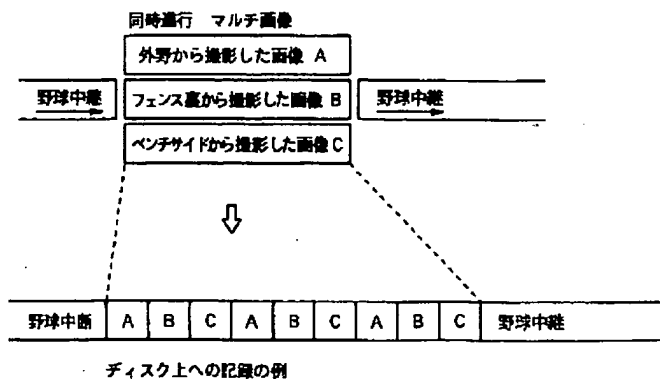 同時進行 マルチ画像
外野から撮影した画像 A
野球中継
フェンス裏から撮影した画像 B
野球中継
ベンチサイドから撮影した画像 C
野球中断 A B C A B C A B C 野球中継
ディスク上への記録の例